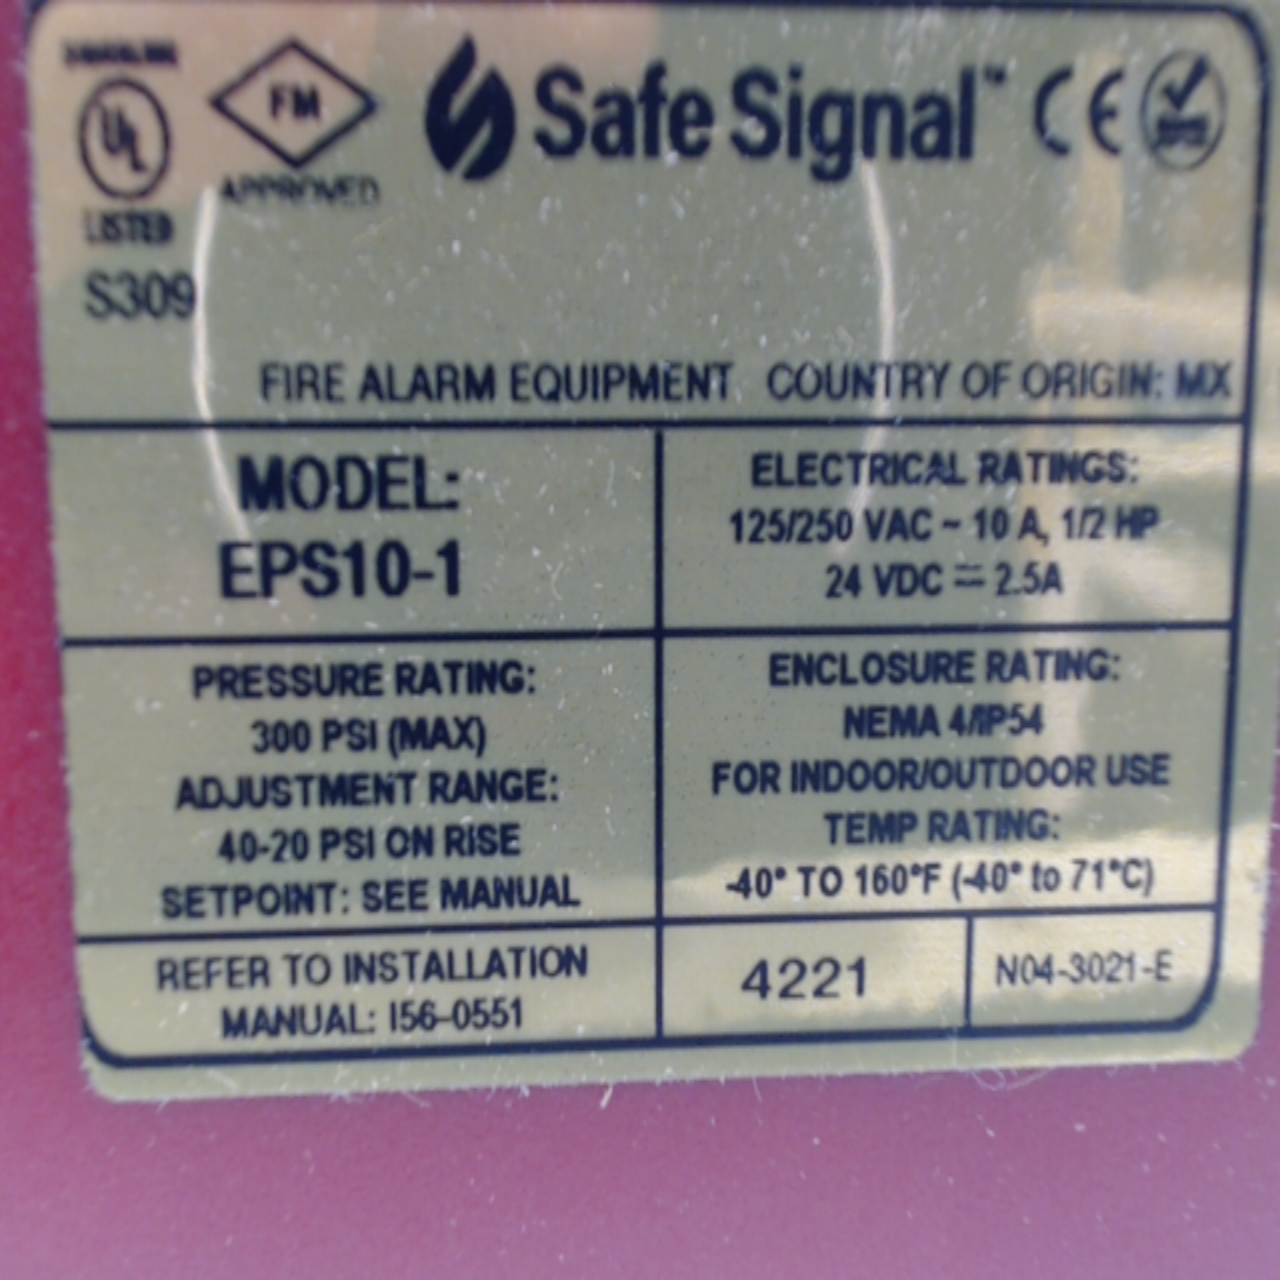 UL
LISTED
S309
FM
APPROVED
Safe Signal™ CE
FIRE ALARM EQUIPMENT COUNTRY OF ORIGIN: MX
MODEL:
EPS10-1
ELECTRICAL RATINGS:
125/250 VAC ~ 10 A, 1/2 HP
24 VDC ⎓ 2.5A
PRESSURE RATING:
300 PSI (MAX)
ADJUSTMENT RANGE:
40-20 PSI ON RISE
SETPOINT: SEE MANUAL
ENCLOSURE RATING:
NEMA 4/IP54
FOR INDOOR/OUTDOOR USE
TEMP RATING:
-40° TO 160°F (-40° to 71°C)
REFER TO INSTALLATION
MANUAL: I56-0551
4221
N04-3021-E